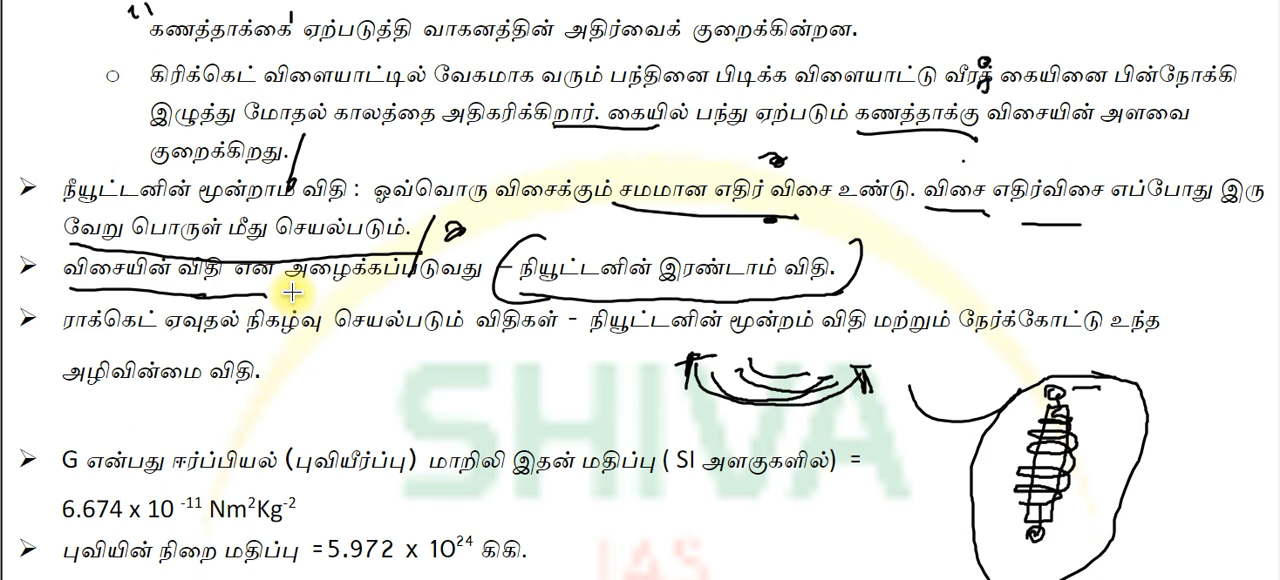 கணத்தாக்கை ஏற்படுத்தி வாகனத்தின் அதிர்வைக் குறைக்கின்றன.
○ கிரிக்கெட் விளையாட்டில் வேகமாக வரும் பந்தினை பிடிக்க விளையாட்டு வீரர் கையினை பின்நோக்கி
இழுத்து மோதல் காலத்தை அதிகரிக்கிறார். கையில் பந்து ஏற்படும் கணத்தாக்கு விசையின் அளவை
குறைக்கிறது.
➢ நீயூட்டனின் மூன்றாம் விதி : ஒவ்வொரு விசைக்கும் சமமான எதிர் விசை உண்டு. விசை எதிர்விசை எப்போது இரு
வேறு பொருள் மீது செயல்படும்.
➢ விசையின் விதி என அழைக்கப்படுவது – நியூட்டனின் இரண்டாம் விதி.
➢ ராக்கெட் ஏவுதல் நிகழ்வு செயல்படும் விதிகள் – நியூட்டனின் மூன்றம் விதி மற்றும் நேர்க்கோட்டு உந்த
அழிவின்மை விதி.
SHIVA
➢ G என்பது ஈர்ப்பியல் (புவியீர்ப்பு) மாறிலி இதன் மதிப்பு ( SI அளகுகளில்) =
6.674 x 10 ⁻¹¹ Nm²Kg⁻²
➢ புவியின் நிறை மதிப்பு =5.972 x 10²⁴ கிகி.
IAS